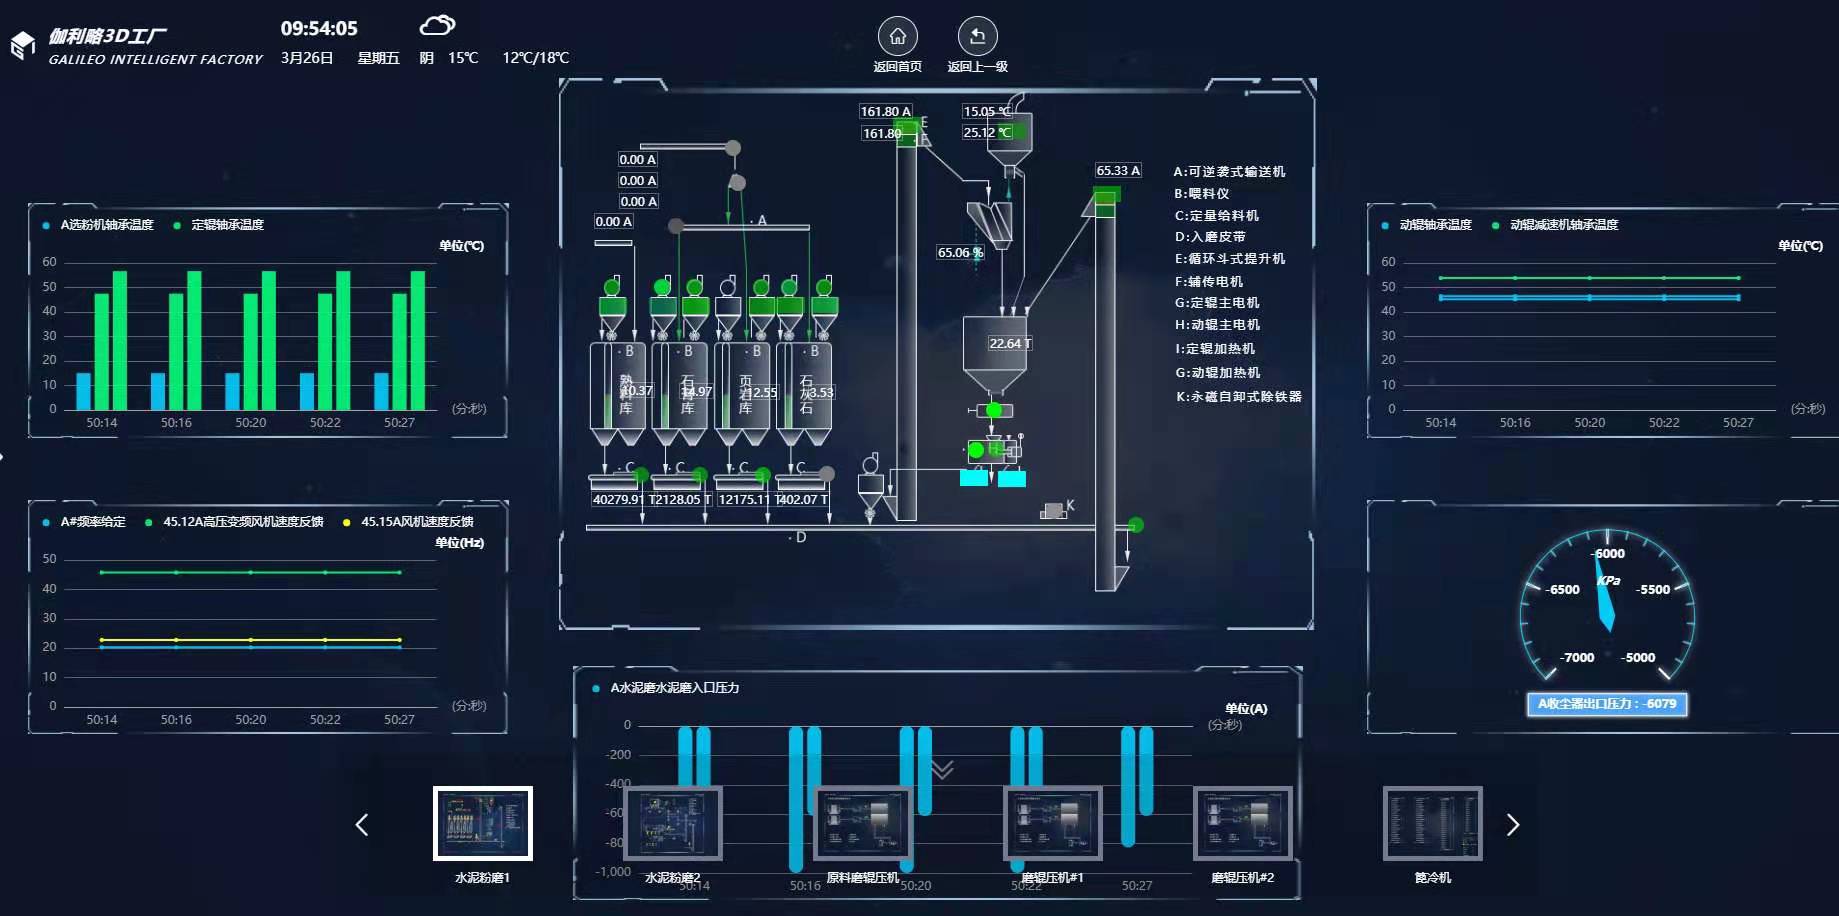 伽利略3D工厂
GALILEO INTELLIGENT FACTORY
09:54:05
3月26日 星期五 阴 15℃ 12℃/18℃
返回首页 返回上一级
A选粉机轴承温度 定辊轴承温度
单位(℃)
60
50
40
30
20
10
0
(分:秒)
50:14 50:16 50:20 50:22 50:27
A#频率给定 45.12A高压变频风机速度反馈 45.15A风机速度反馈
单位(Hz)
50
40
30
20
10
0
(分:秒)
50:14 50:16 50:20 50:22 50:27
161.80 A
161.80
E
F
15.05 ℃
25.12 ℃
0.00 A
0.00 A
0.00 A
0.00 A
A
65.33 A
65.06 %
22.64 T
B B B B
熟料库
石膏库
页岩库
石灰石
12.55
3.53
C C C C
40279.91 T
2128.05 T
12175.11 T
402.07 T
H
K
D
A:可逆袭式输送机
B:喂料仪
C:定量给料机
D:入磨皮带
E:循环斗式提升机
F:辅传电机
G:定辊主电机
H:动辊主电机
I:定辊加热机
G:动辊加热机
K:永磁自卸式除铁器
动辊轴承温度 动辊减速机轴承温度
单位(℃)
60
50
40
30
20
10
0
(分:秒)
50:14 50:16 50:20 50:22 50:27
-6000
KPa
-6500 -5500
-7000 -5000
A收尘器出口压力 : -6079
A水泥磨水泥磨入口压力
单位(A)
(分:秒)
0
-200
-400
-60
-80
-1,000
50:14 50:16 50:20 50:22 50:27
水泥粉磨1 水泥粉磨2 原料磨辊压机 磨辊压机#1 磨辊压机#2 篦冷机